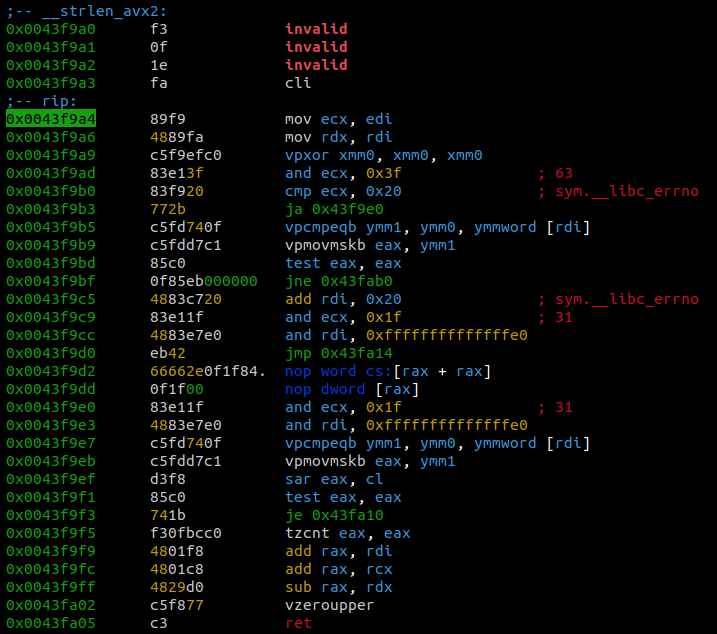 ;-- __strlen_avx2:
0x0043f9a0      f3             invalid
0x0043f9a1      0f             invalid
0x0043f9a2      1e             invalid
0x0043f9a3      fa             cli
;-- rip:
0x0043f9a4      89f9           mov ecx, edi
0x0043f9a6      4889fa         mov rdx, rdi
0x0043f9a9      c5f9efc0       vpxor xmm0, xmm0, xmm0
0x0043f9ad      83e13f         and ecx, 0x3f               ; 63
0x0043f9b0      83f920         cmp ecx, 0x20               ; sym.__libc_errno
0x0043f9b3      772b           ja 0x43f9e0
0x0043f9b5      c5fd740f       vpcmpeqb ymm1, ymm0, ymmword [rdi]
0x0043f9b9      c5fdd7c1       vpmovmskb eax, ymm1
0x0043f9bd      85c0           test eax, eax
0x0043f9bf      0f85eb000000   jne 0x43fab0
0x0043f9c5      4883c720       add rdi, 0x20               ; sym.__libc_errno
0x0043f9c9      83e11f         and ecx, 0x1f               ; 31
0x0043f9cc      4883e7e0       and rdi, 0xffffffffffffffe0
0x0043f9d0      eb42           jmp 0x43fa14
0x0043f9d2      66662e0f1f84.  nop word cs:[rax + rax]
0x0043f9dd      0f1f00         nop dword [rax]
0x0043f9e0      83e11f         and ecx, 0x1f               ; 31
0x0043f9e3      4883e7e0       and rdi, 0xffffffffffffffe0
0x0043f9e7      c5fd740f       vpcmpeqb ymm1, ymm0, ymmword [rdi]
0x0043f9eb      c5fdd7c1       vpmovmskb eax, ymm1
0x0043f9ef      d3f8           sar eax, cl
0x0043f9f1      85c0           test eax, eax
0x0043f9f3      741b           je 0x43fa10
0x0043f9f5      f30fbcc0       tzcnt eax, eax
0x0043f9f9      4801f8         add rax, rdi
0x0043f9fc      4801c8         add rax, rcx
0x0043f9ff      4829d0         sub rax, rdx
0x0043fa02      c5f877         vzeroupper
0x0043fa05      c3             ret